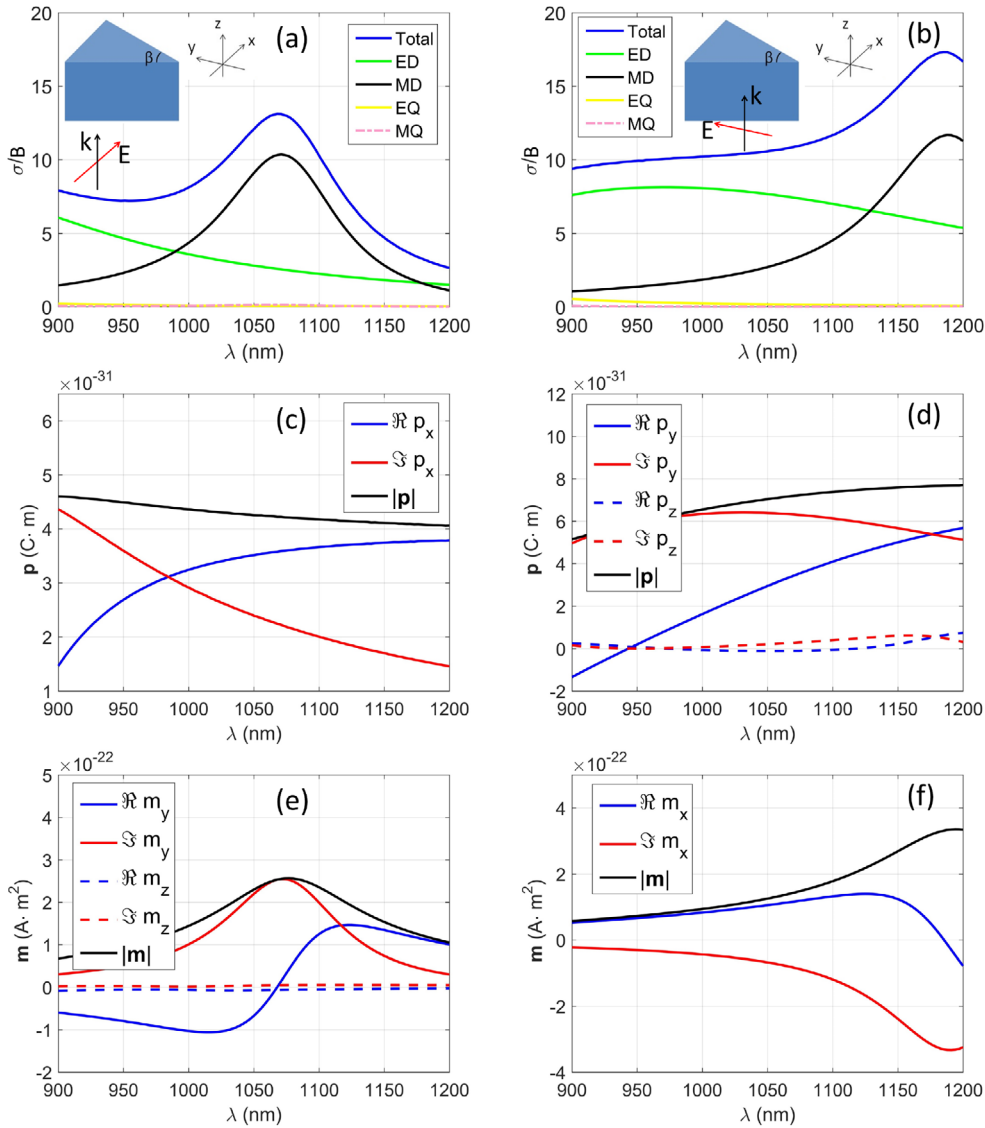 (a)
β
z
x
y
k
E
Total
ED
MD
EQ
MQ
20
15
10
5
0
σ/B
900
950
1000
1050
1100
1150
1200
λ (nm)
(b)
β
z
x
y
k
E
Total
ED
MD
EQ
MQ
20
15
10
5
0
σ/B
900
950
1000
1050
1100
1150
1200
λ (nm)
×10⁻³¹
(c)
ℜ pₓ
ℑ pₓ
|p|
6
5
4
3
2
1
p (C· m)
900
950
1000
1050
1100
1150
1200
λ (nm)
×10⁻³¹
(d)
ℜ p_y
ℑ p_y
ℜ p_z
ℑ p_z
|p|
12
10
8
6
4
2
0
-2
p (C· m)
900
950
1000
1050
1100
1150
1200
λ (nm)
×10⁻²²
(e)
ℜ m_y
ℑ m_y
ℜ m_z
ℑ m_z
|m|
5
4
3
2
1
0
-1
-2
m (A· m²)
900
950
1000
1050
1100
1150
1200
λ (nm)
×10⁻²²
(f)
ℜ mₓ
ℑ mₓ
|m|
4
2
0
-2
-4
m (A· m²)
900
950
1000
1050
1100
1150
1200
λ (nm)